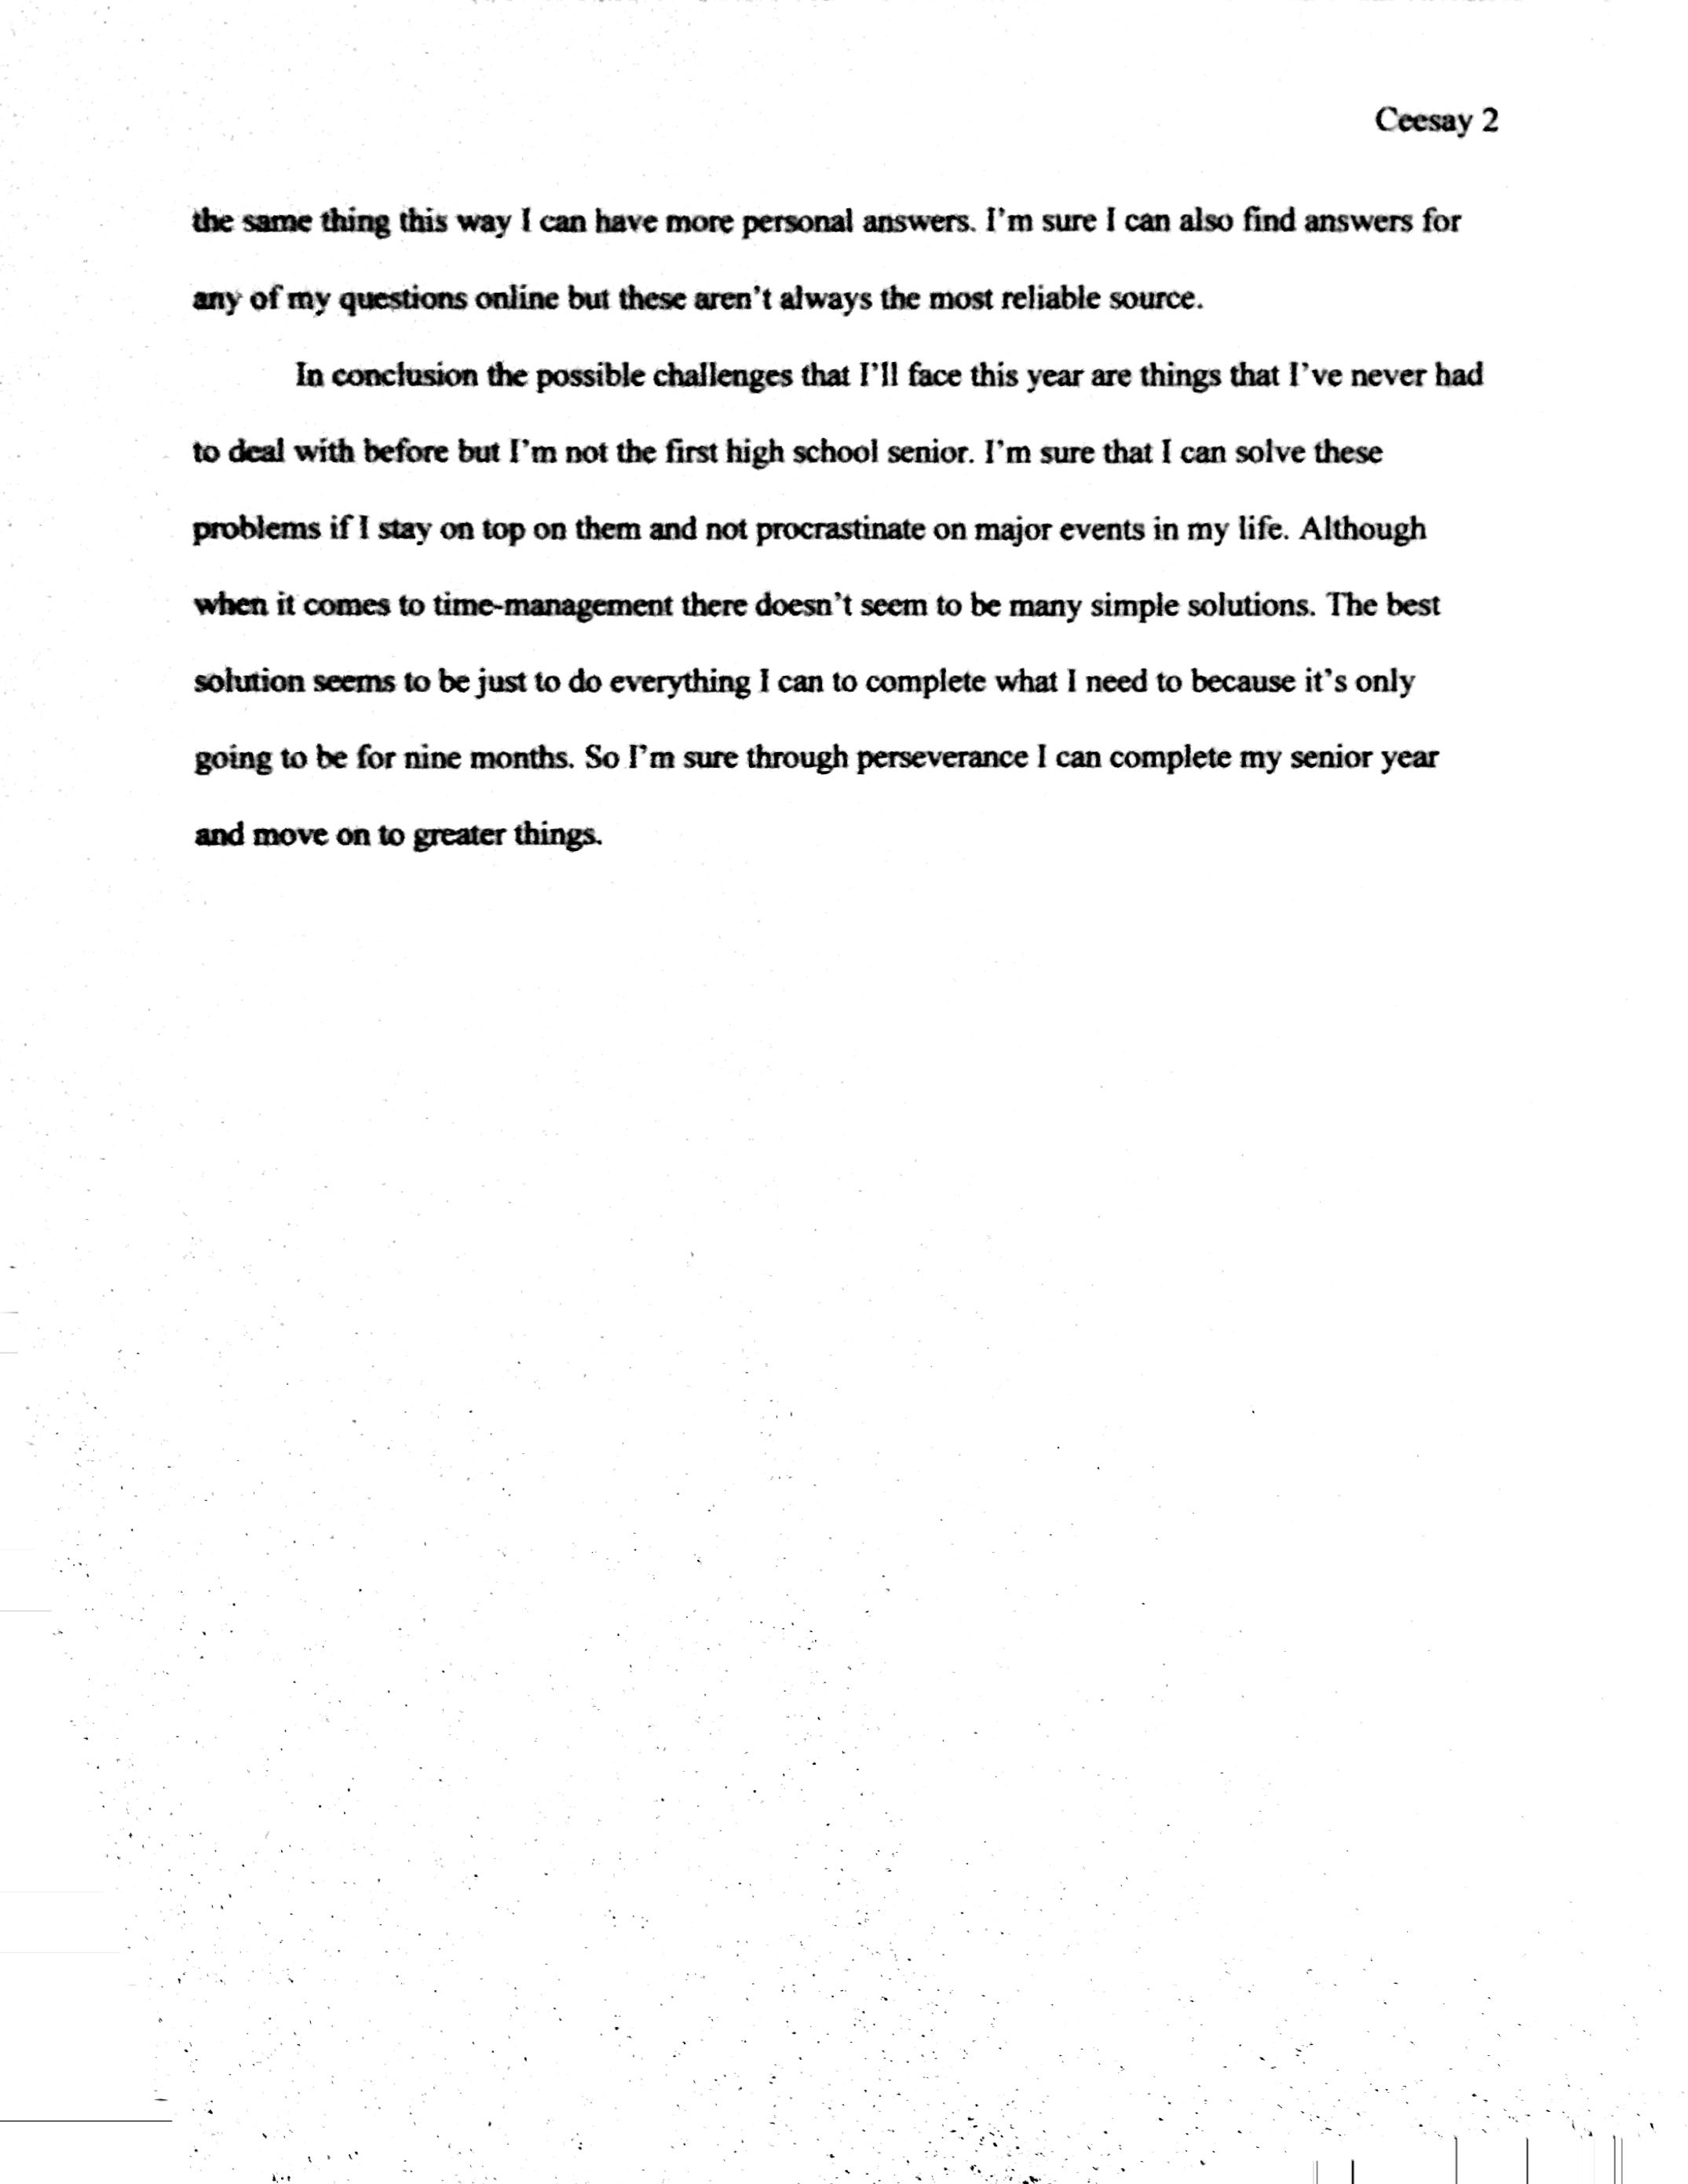 Ceesay 2
the same thing this way I can have more personal answers. I'm sure I can also find answers for
any of my questions online but these aren't always the most reliable source.
In conclusion the possible challenges that I'll face this year are things that I've never had
to deal with before but I'm not the first high school senior. I'm sure that I can solve these
problems if I stay on top on them and not procrastinate on major events in my life. Although
when it comes to time-management there doesn't seem to be many simple solutions. The best
solution seems to be just to do everything I can to complete what I need to because it's only
going to be for nine months. So I'm sure through perseverance I can complete my senior year
and move on to greater things.